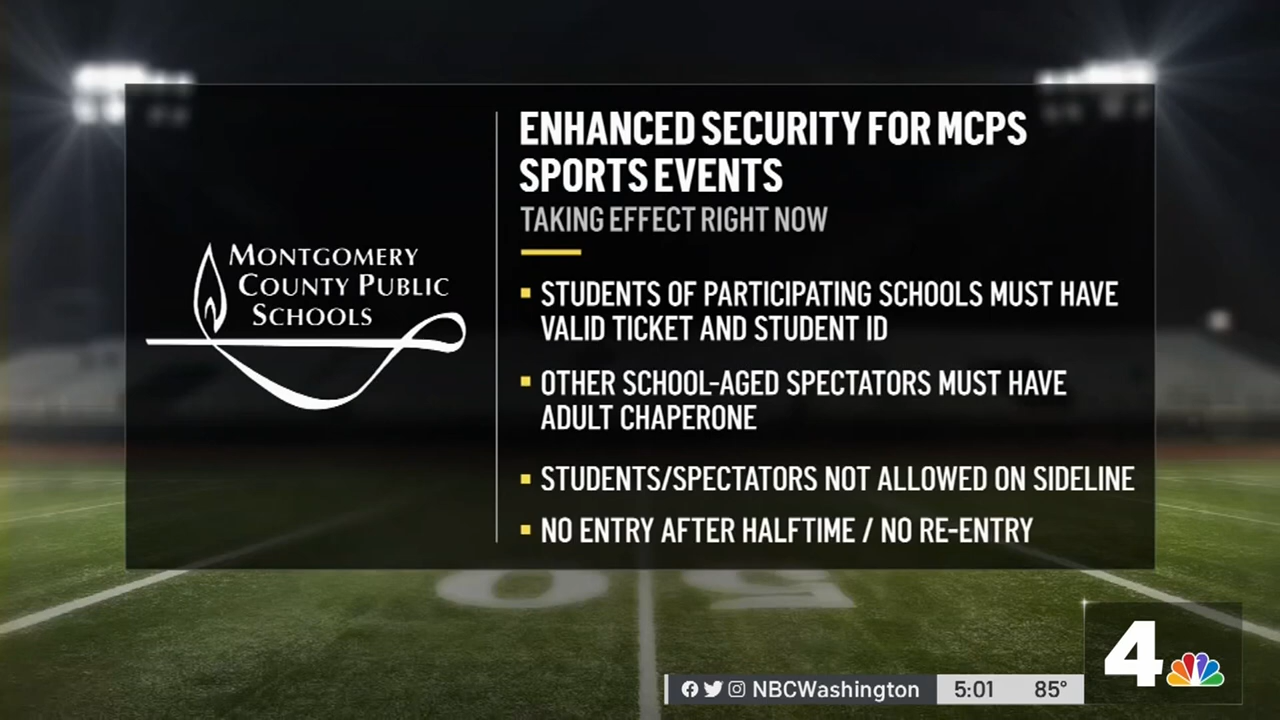 ENHANCED SECURITY FOR MCPS
SPORTS EVENTS
TAKING EFFECT RIGHT NOW
MONTGOMERY
COUNTY PUBLIC
SCHOOLS
▪ STUDENTS OF PARTICIPATING SCHOOLS MUST HAVE
VALID TICKET AND STUDENT ID
▪ OTHER SCHOOL-AGED SPECTATORS MUST HAVE
ADULT CHAPERONE
▪ STUDENTS/SPECTATORS NOT ALLOWED ON SIDELINE
▪ NO ENTRY AFTER HALFTIME / NO RE-ENTRY
50
4
NBCWashington 5:01 85°